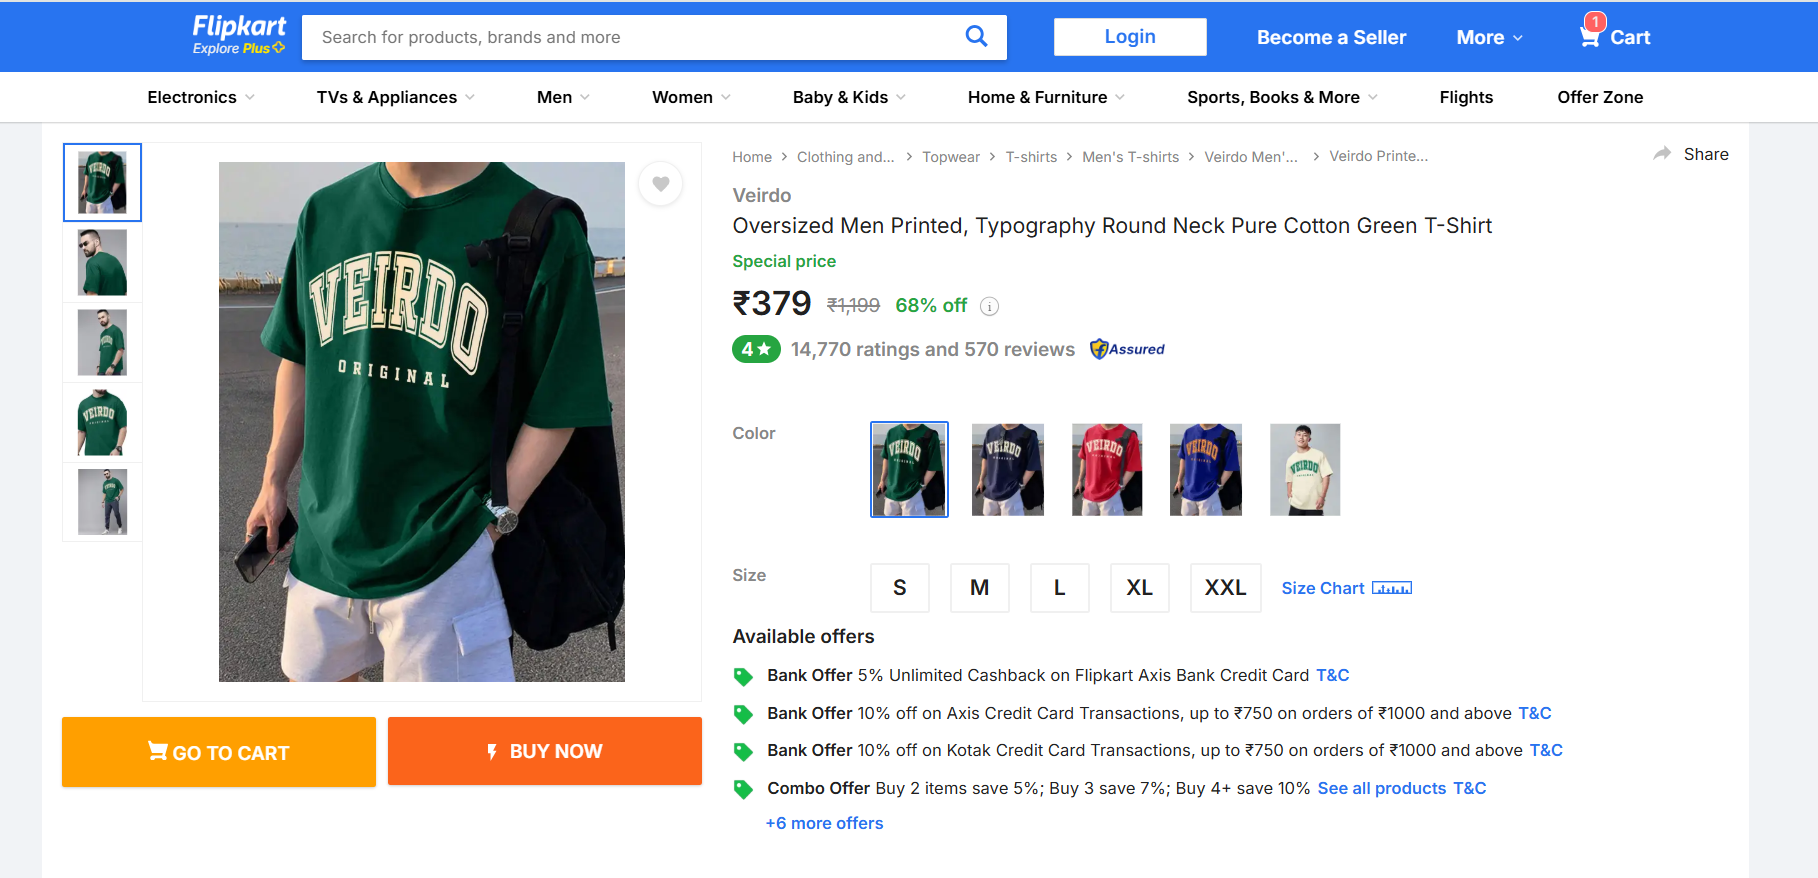 Flipkart
Explore Plus
Search for products, brands and more
Login
Become a Seller
More
1
Cart
Electronics
TVs & Appliances
Men
Women
Baby & Kids
Home & Furniture
Sports, Books & More
Flights
Offer Zone
VEIRDO
ORIGINAL
GO TO CART
BUY NOW
Home > Clothing and... > Topwear > T-shirts > Men's T-shirts > Veirdo Men'... > Veirdo Printe...
Share
Veirdo
Oversized Men Printed, Typography Round Neck Pure Cotton Green T-Shirt
Special price
₹379 ₹1,199 68% off i
4★ 14,770 ratings and 570 reviews f Assured
Color
VEIRDO
VEIRDO
VEIRDO
VEIRDO
VEIRDO
Size
S
M
L
XL
XXL
Size Chart
Available offers
Bank Offer 5% Unlimited Cashback on Flipkart Axis Bank Credit Card T&C
Bank Offer 10% off on Axis Credit Card Transactions, up to ₹750 on orders of ₹1000 and above T&C
Bank Offer 10% off on Kotak Credit Card Transactions, up to ₹750 on orders of ₹1000 and above T&C
Combo Offer Buy 2 items save 5%; Buy 3 save 7%; Buy 4+ save 10% See all products T&C
+6 more offers